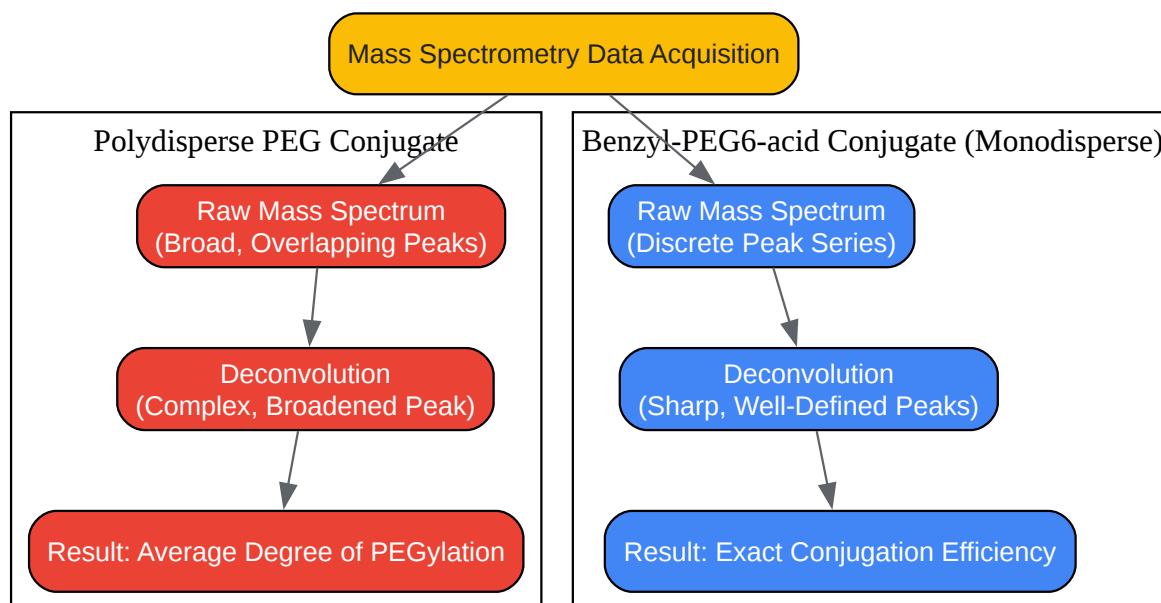 Mass Spectrometry Data Acquisition
Polydisperse PEG Conjugate
Raw Mass Spectrum
(Broad, Overlapping Peaks)
Deconvolution
(Complex, Broadened Peak)
Result: Average Degree of PEGylation
Benzyl-PEG6-acid Conjugate (Monodisperse)
Raw Mass Spectrum
(Discrete Peak Series)
Deconvolution
(Sharp, Well-Defined Peaks)
Result: Exact Conjugation Efficiency